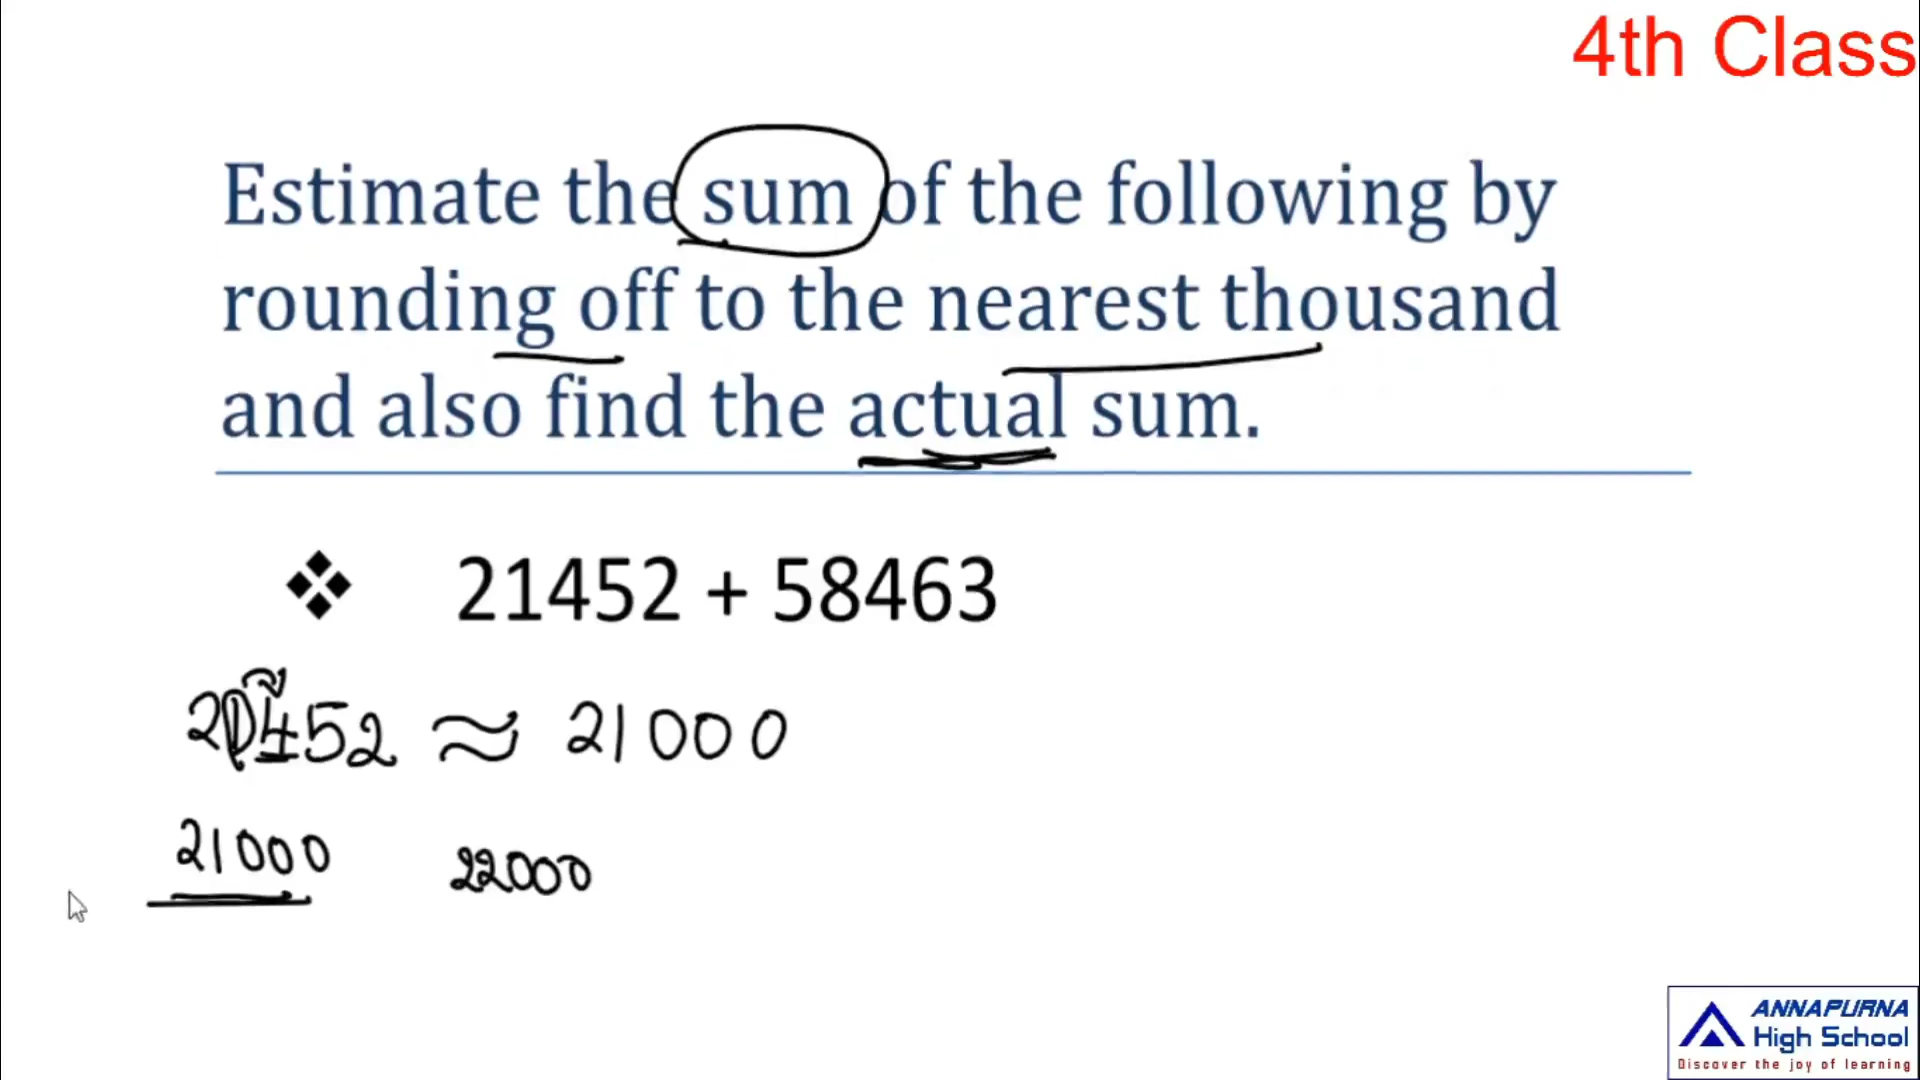 4th Class
Estimate the sum of the following by
rounding off to the nearest thousand
and also find the actual sum.
❖ 21452 + 58463
21452 ≈ 21000
21000 22000
ANNAPURNA
High School
Discover the joy of learning